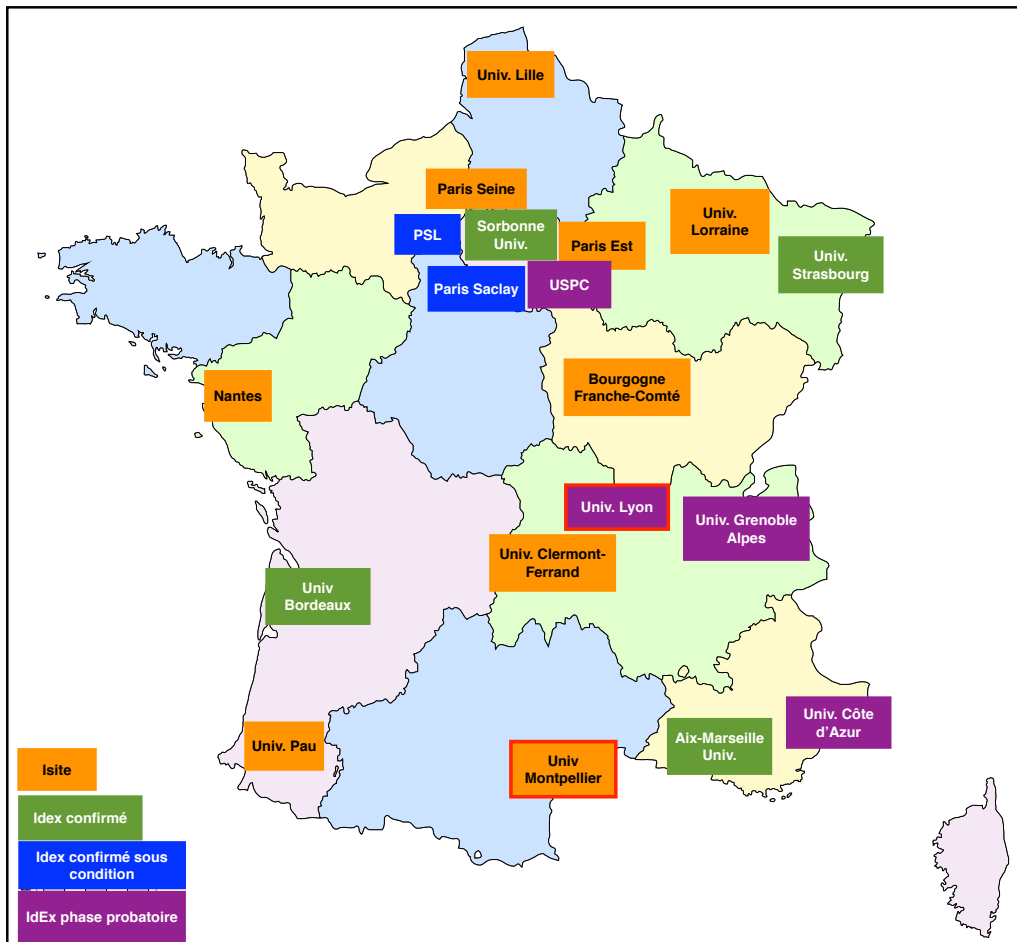 Univ. Lille
Paris Seine
Univ.
Lorraine
PSL
Sorbonne
Univ.
Paris Est
Univ.
Strasbourg
Paris Saclay
USPC
Nantes
Bourgogne
Franche-Comté
Univ. Lyon
Univ. Grenoble
Alpes
Univ. Clermont-
Ferrand
Univ
Bordeaux
Univ. Côte
d'Azur
Univ. Pau
Aix-Marseille
Univ.
Univ
Montpellier
Isite
Idex confirmé
Idex confirmé sous
condition
IdEx phase probatoire